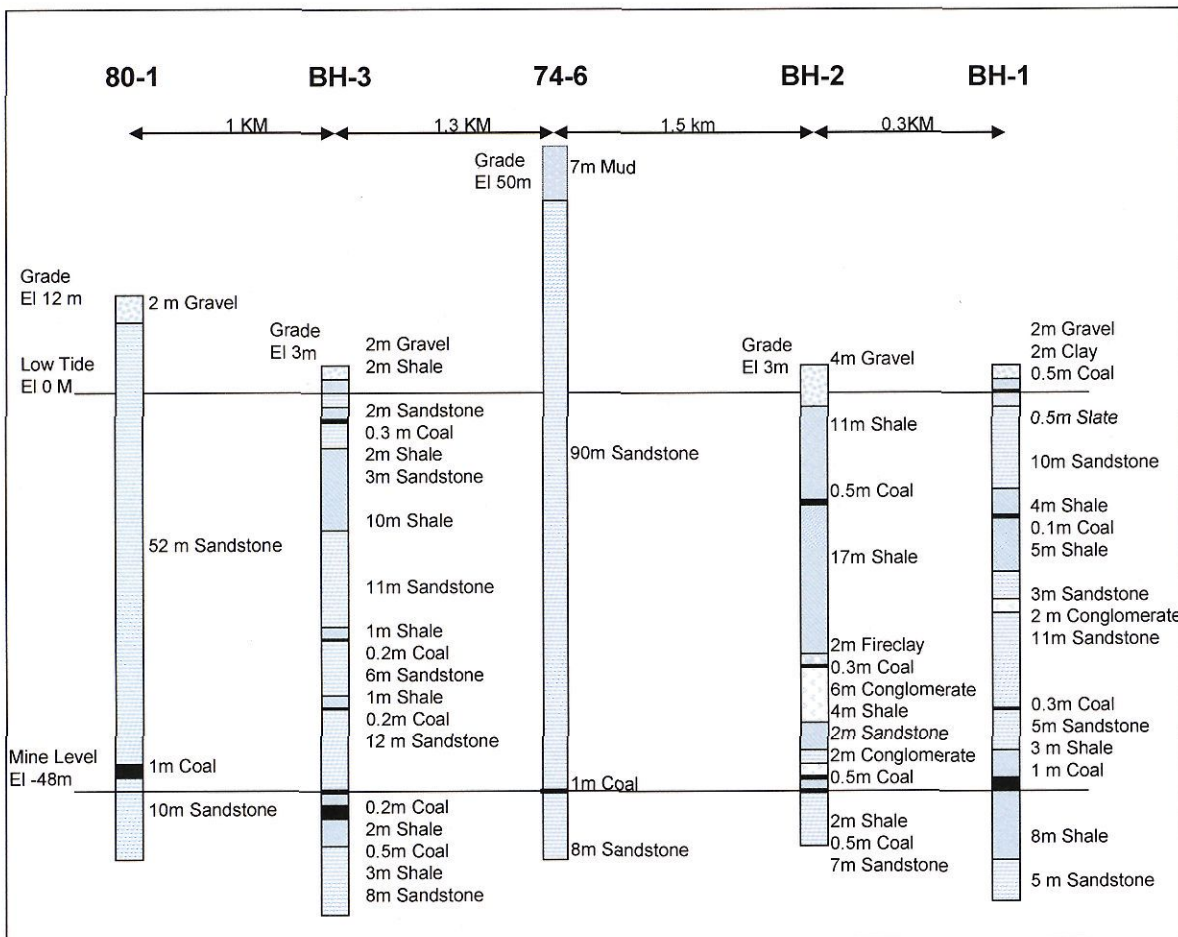 80-1 BH-3 74-6 BH-2 BH-1
1 KM 1.3 KM 1.5 km 0.3KM
Grade
El 12 m
2 m Gravel
52 m Sandstone
1m Coal
10m Sandstone
Low Tide
El 0 M
Mine Level
El -48m
Grade
El 3m
2m Gravel
2m Shale
2m Sandstone
0.3 m Coal
2m Shale
3m Sandstone
10m Shale
11m Sandstone
1m Shale
0.2m Coal
6m Sandstone
1m Shale
0.2m Coal
12 m Sandstone
0.2m Coal
2m Shale
0.5m Coal
3m Shale
8m Sandstone
Grade
El 50m
7m Mud
90m Sandstone
1m Coal
8m Sandstone
Grade
El 3m
4m Gravel
11m Shale
0.5m Coal
17m Shale
2m Fireclay
0.3m Coal
6m Conglomerate
4m Shale
2m Sandstone
2m Conglomerate
0.5m Coal
2m Shale
0.5m Coal
7m Sandstone
2m Gravel
2m Clay
0.5m Coal
0.5m Slate
10m Sandstone
4m Shale
0.1m Coal
5m Shale
3m Sandstone
2 m Conglomerate
11m Sandstone
0.3m Coal
5m Sandstone
3 m Shale
1 m Coal
8m Shale
5 m Sandstone